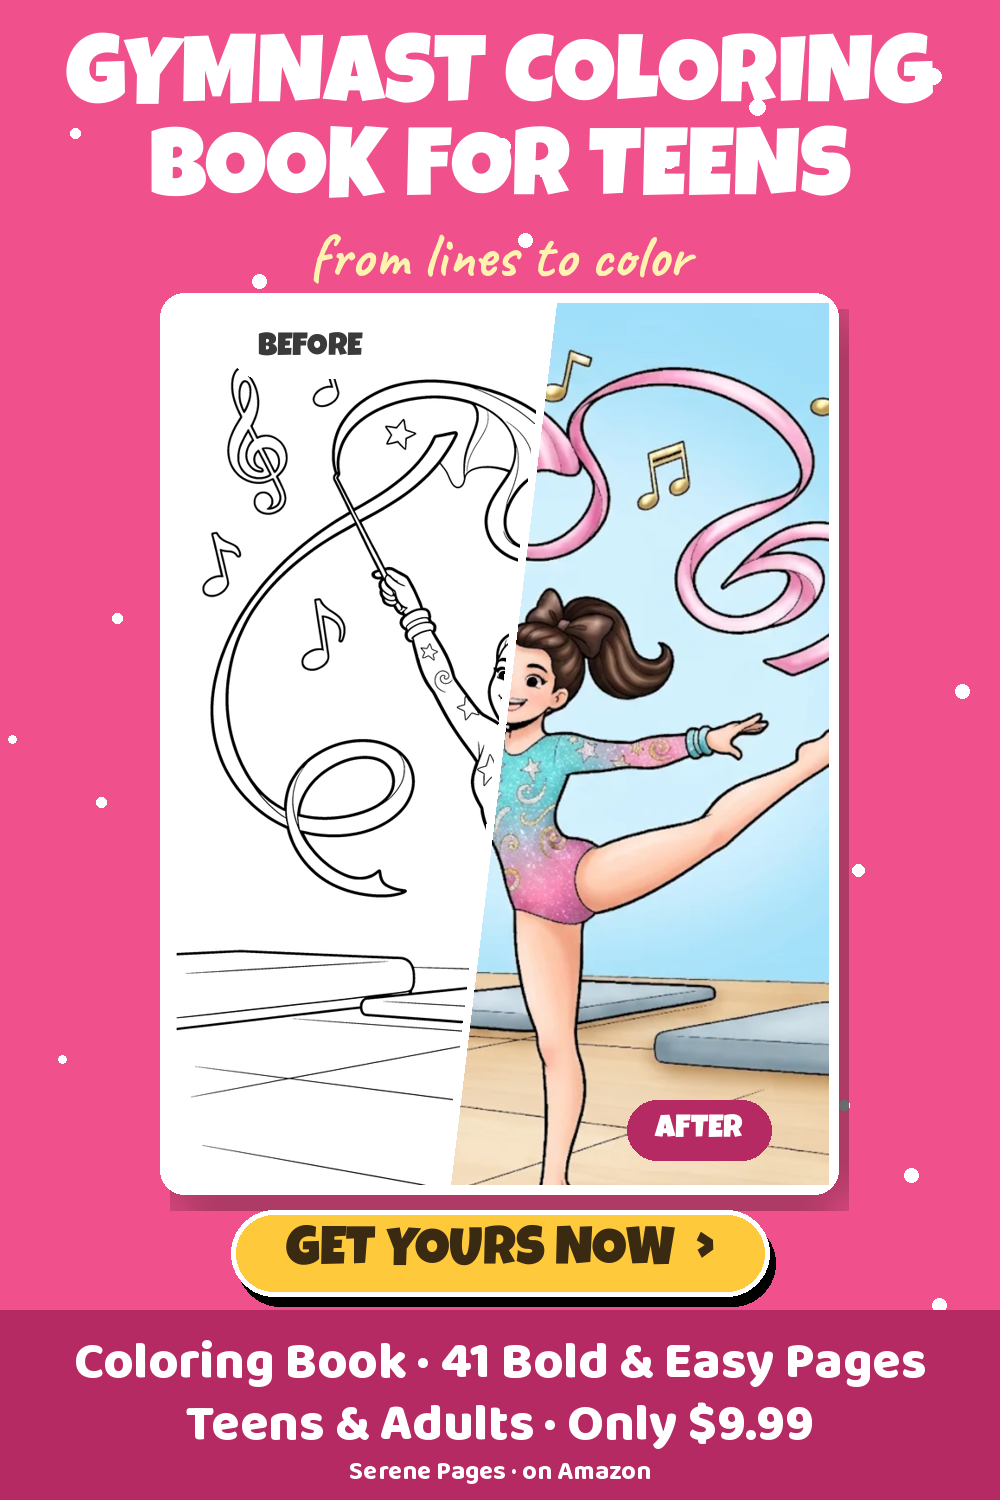 GYMNAST COLORING
BOOK FOR TEENS
from lines to color
BEFORE
AFTER
GET YOURS NOW >
Coloring Book · 41 Bold & Easy Pages
Teens & Adults · Only $9.99
Serene Pages · on Amazon